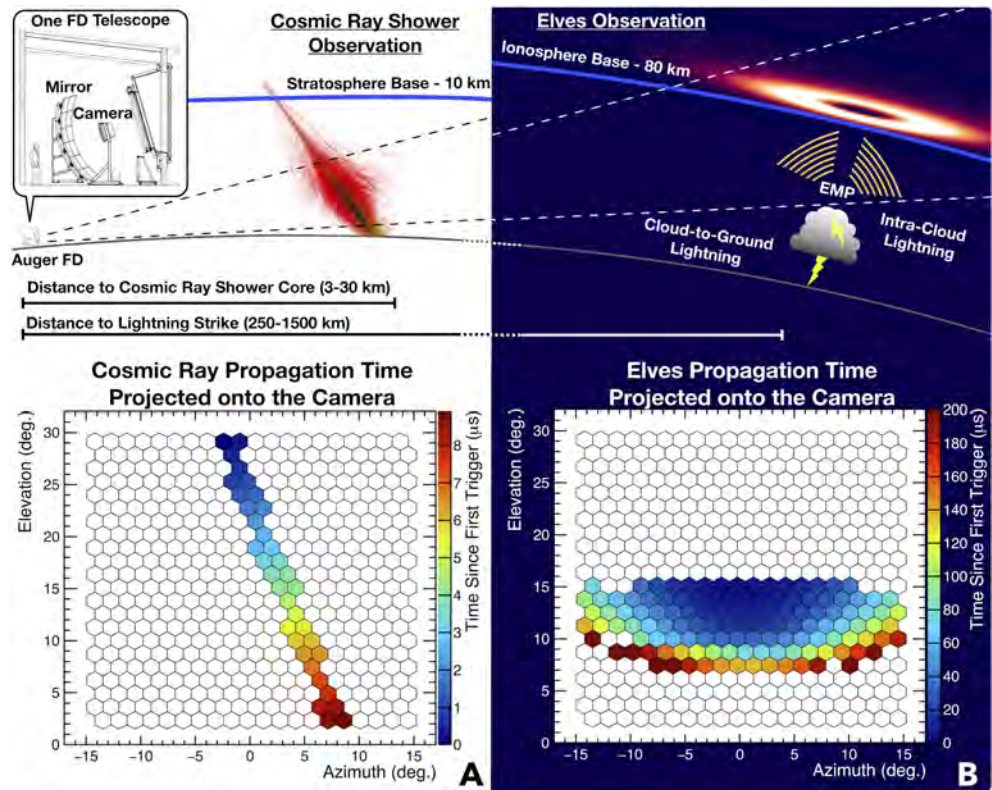 One FD Telescope
Mirror
Camera
Cosmic Ray Shower
Observation
Stratosphere Base - 10 km
Auger FD
Distance to Cosmic Ray Shower Core (3-30 km)
Distance to Lightning Strike (250-1500 km)
Elves Observation
Ionosphere Base - 80 km
EMP
Cloud-to-Ground
Lightning
Intra-Cloud
Lightning
Cosmic Ray Propagation Time
Projected onto the Camera
Elevation (deg.)
30
25
20
15
10
5
0
−15
−10
−5
0
5
10
15
Azimuth (deg.)
8
7
6
5
4
3
2
1
0
Time Since First Trigger (μs)
A
Elves Propagation Time
Projected onto the Camera
Elevation (deg.)
30
25
20
15
10
5
0
−15
−10
−5
0
5
10
15
Azimuth (deg.)
200
180
160
140
120
100
80
60
40
20
0
Time Since First Trigger (μs)
B